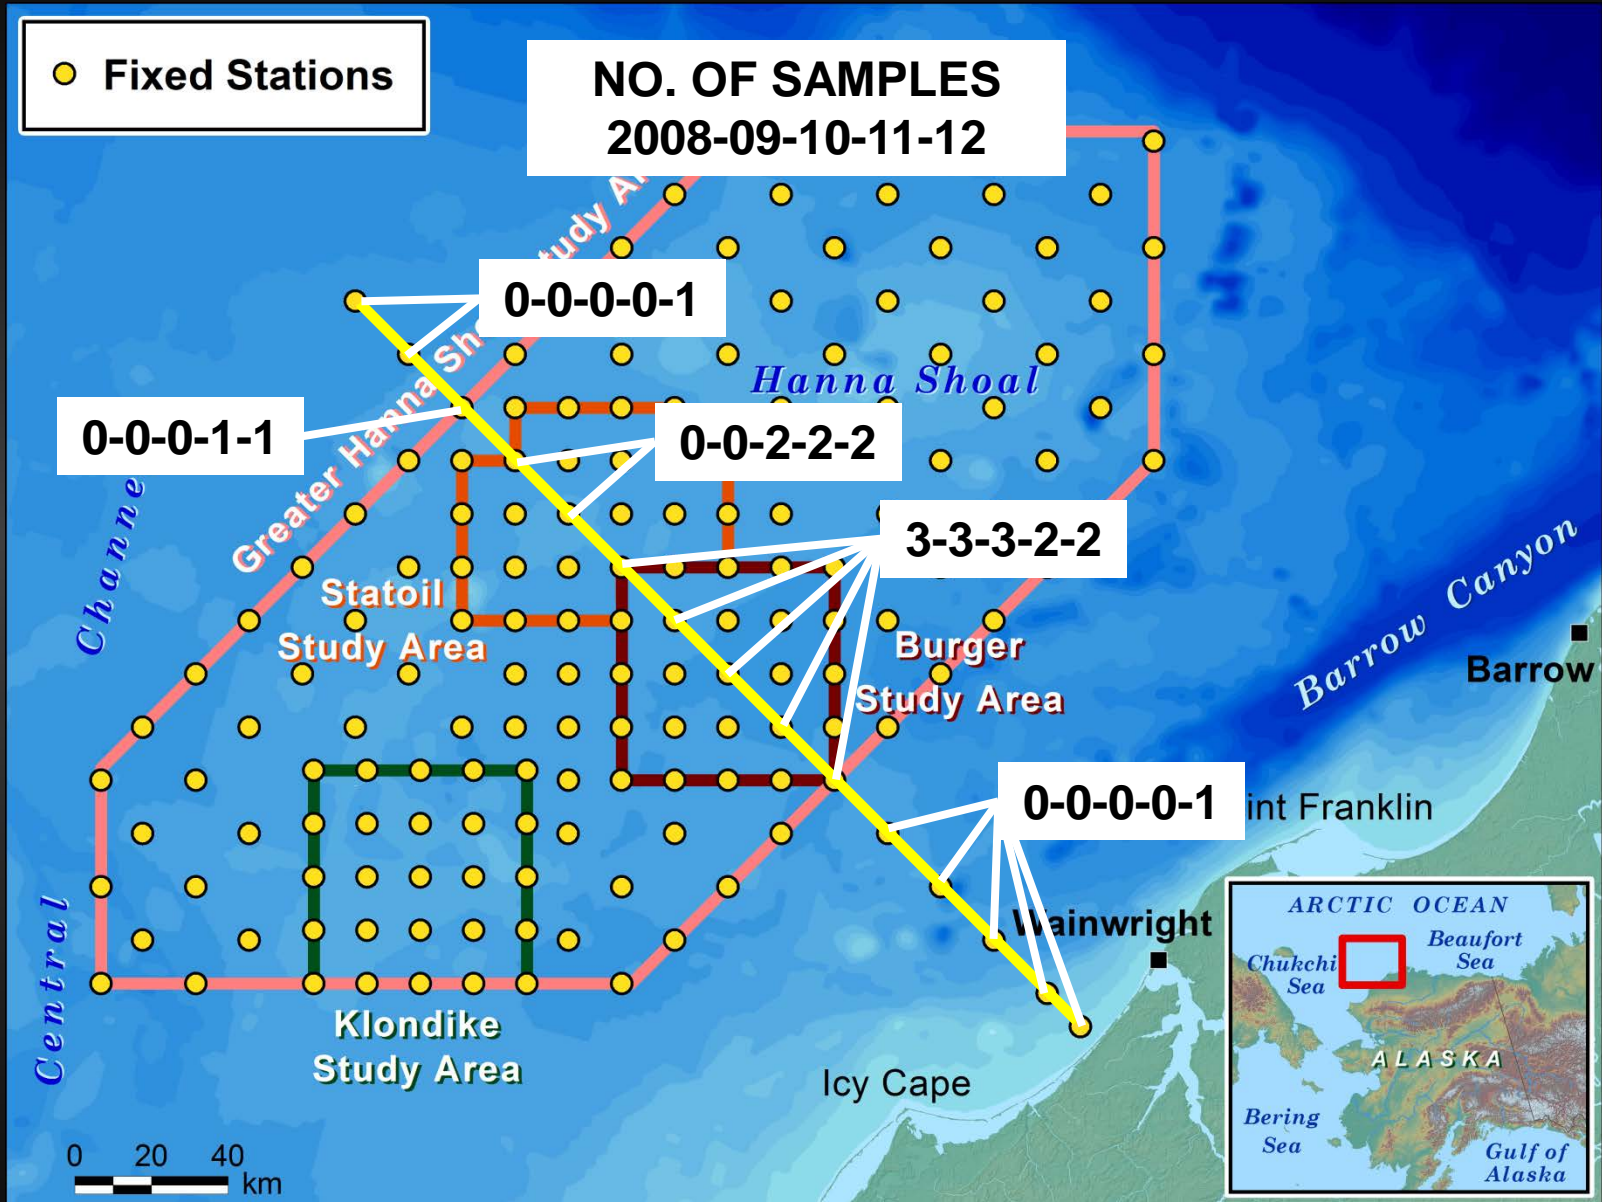 Fixed Stations
NO. OF SAMPLES
2008-09-10-11-12
Greater Hanna Sho tudy Ar
0-0-0-0-1
Hanna Shoal
0-0-0-1-1
0-0-2-2-2
Channe
3-3-3-2-2
Statoil
Study Area
Burger
Study Area
Barrow Canyon
Barrow
0-0-0-0-1
int Franklin
Wainwright
Central
Klondike
Study Area
Icy Cape
0 20 40
km
ARCTIC OCEAN
Beaufort
Sea
Chukchi
Sea
ALASKA
Bering
Sea
Gulf of
Alaska